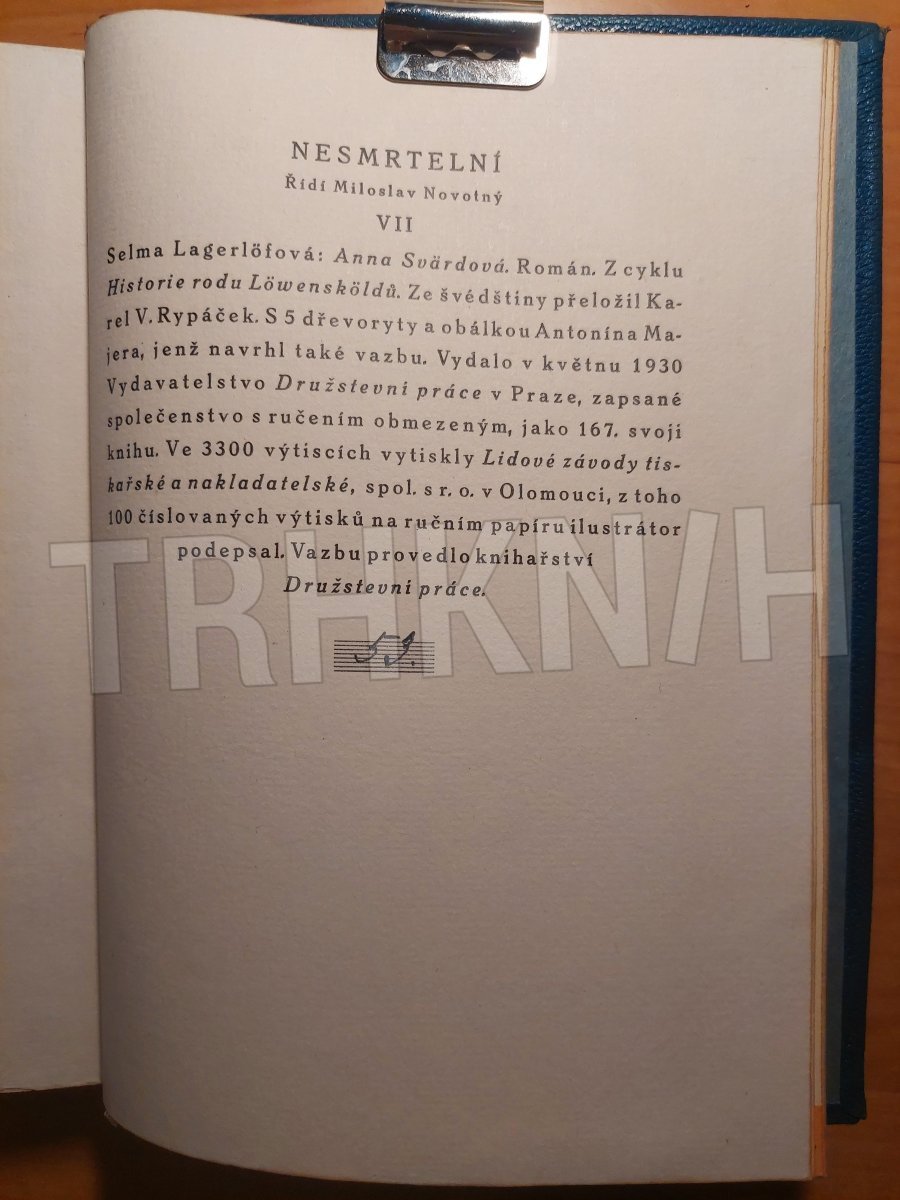 NESMRTELNÍ
Řídí Miloslav Novotný
VII
Selma Lagerlöfová: Anna Svärdová. Román. Z cyklu
Historie rodu Löwensköldů. Ze švédštiny přeložil Ka-
rel V. Rypáček. S 5 dřevoryty a obálkou Antonína Ma-
jera, jenž navrhl také vazbu. Vydalo v květnu 1930
Vydavatelstvo Družstevní práce v Praze, zapsané
společenstvo s ručením obmezeným, jako 167. svoji
knihu. Ve 3300 výtiscích vytiskly Lidové závody tis-
kařské a nakladatelské, spol. s r. o. v Olomouci, z toho
100 číslovaných výtisků na ručním papíru ilustrátor
podepsal. Vazbu provedlo knihařství
Družstevní práce.
59.
TRHKNIH